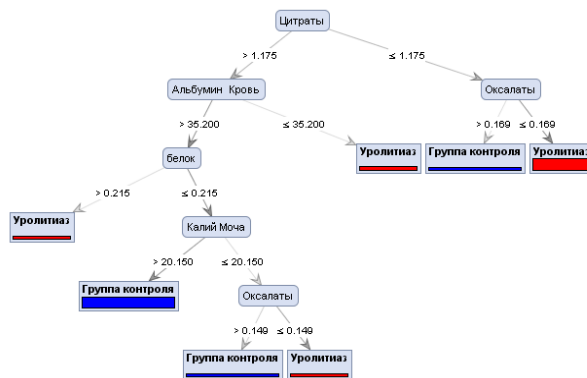 Цитраты
> 1.175
≤ 1.175
Альбумин Кровь
Оксалаты
> 35.200
≤ 35.200
> 0.169
≤ 0.169
белок
Уролитиаз
Группа контроля
Уролитиаз
> 0.215
≤ 0.215
Уролитиаз
Калий Моча
> 20.150
≤ 20.150
Группа контроля
Оксалаты
> 0.149
≤ 0.149
Группа контроля
Уролитиаз